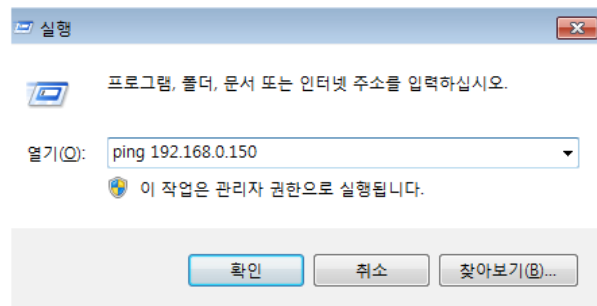 실행
프로그램, 폴더, 문서 또는 인터넷 주소를 입력하십시오.
열기(O): ping 192.168.0.150
이 작업은 관리자 권한으로 실행됩니다.
확인 취소 찾아보기(B)...